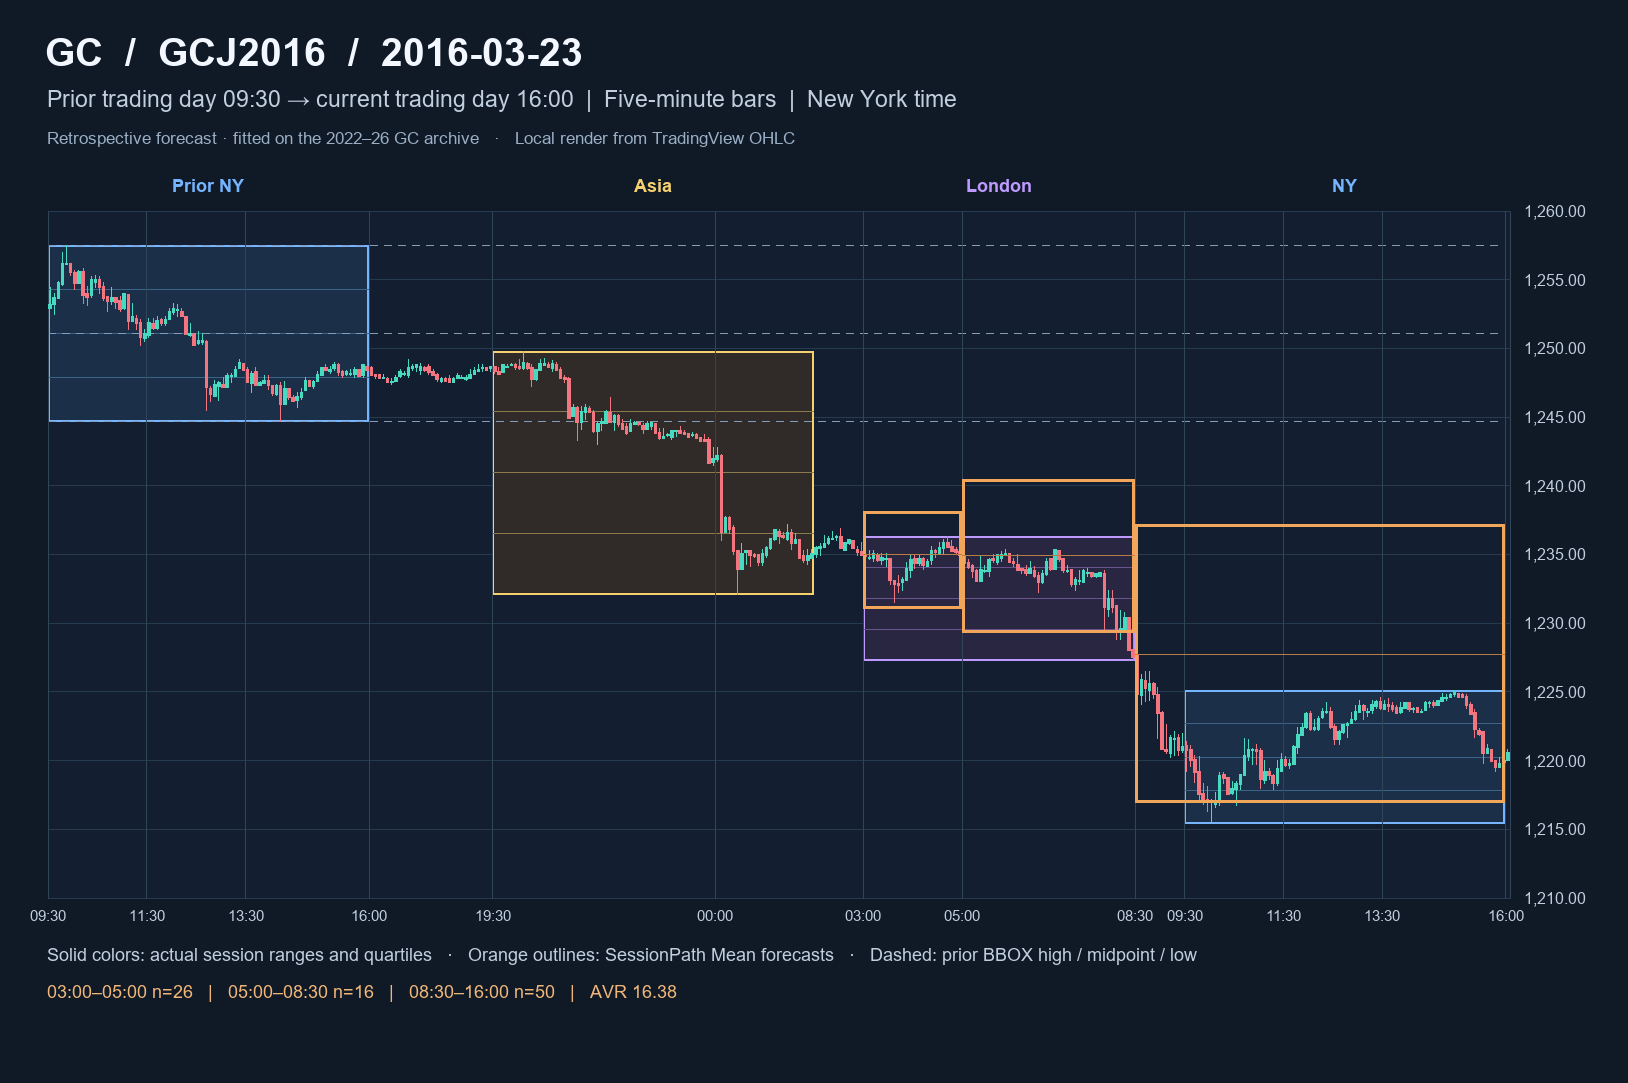 GC / GCJ2016 / 2016-03-23
Prior trading day 09:30 → current trading day 16:00 | Five-minute bars | New York time
Retrospective forecast · fitted on the 2022–26 GC archive · Local render from TradingView OHLC
Prior NY Asia London NY
1,260.00
1,255.00
1,250.00
1,245.00
1,240.00
1,235.00
1,230.00
1,225.00
1,220.00
1,215.00
1,210.00
09:30 11:30 13:30 16:00 19:30 00:00 03:00 05:00 08:30 09:30 11:30 13:30 16:00
Solid colors: actual session ranges and quartiles · Orange outlines: SessionPath Mean forecasts · Dashed: prior BBOX high / midpoint / low
03:00–05:00 n=26 | 05:00–08:30 n=16 | 08:30–16:00 n=50 | AVR 16.38